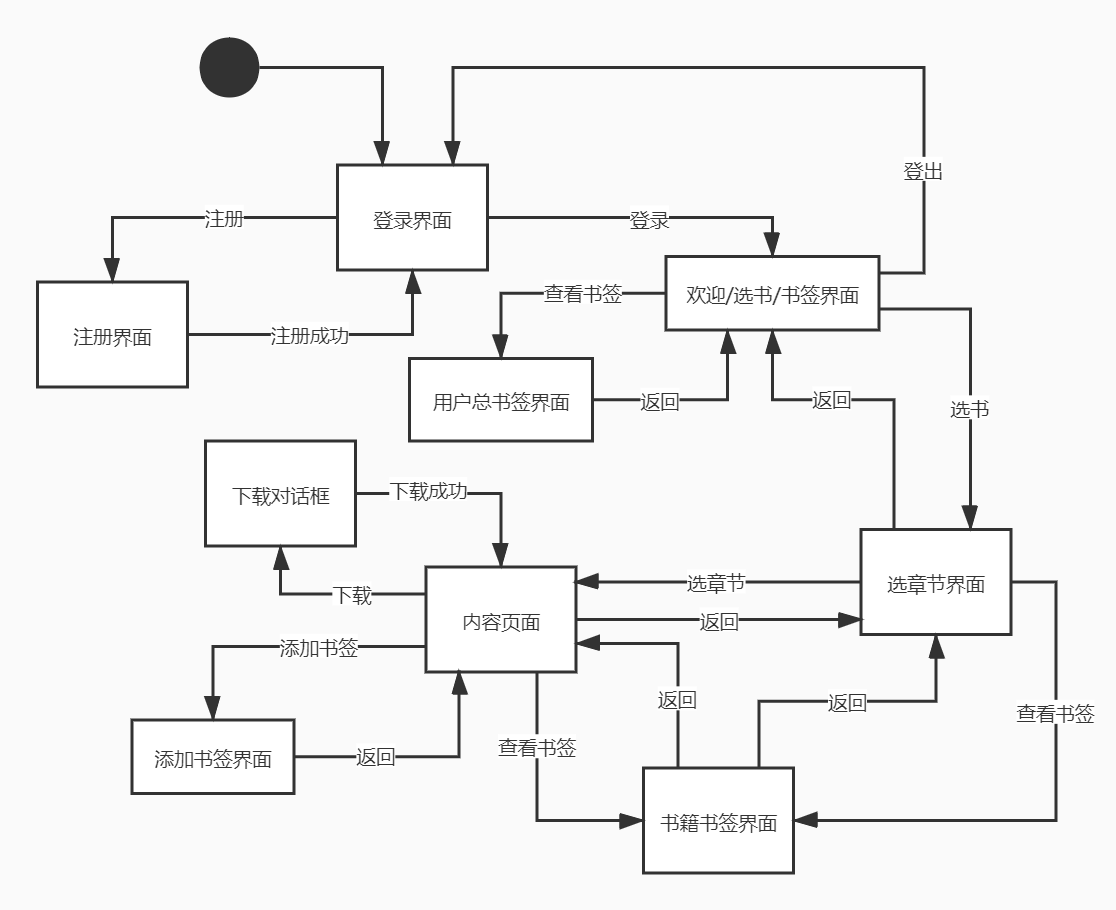 登出
登录界面
注册
登录
欢迎/选书/书签界面
查看书签
注册界面
注册成功
用户总书签界面
返回
返回
选书
下载对话框
下载成功
选章节
选章节界面
下载
内容页面
返回
添加书签
返回
返回
查看书签
添加书签界面
返回
查看书签
书籍书签界面